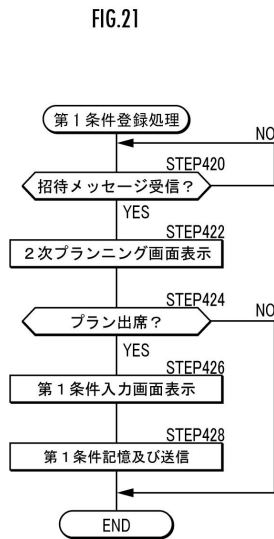 FIG.21
第1条件登録処理
NO
STEP420
招待メッセージ受信?
YES
STEP422
2次プランニング画面表示
STEP424
NO
プラン出席?
YES
STEP426
第1条件入力画面表示
STEP428
第1条件記憶及び送信
END